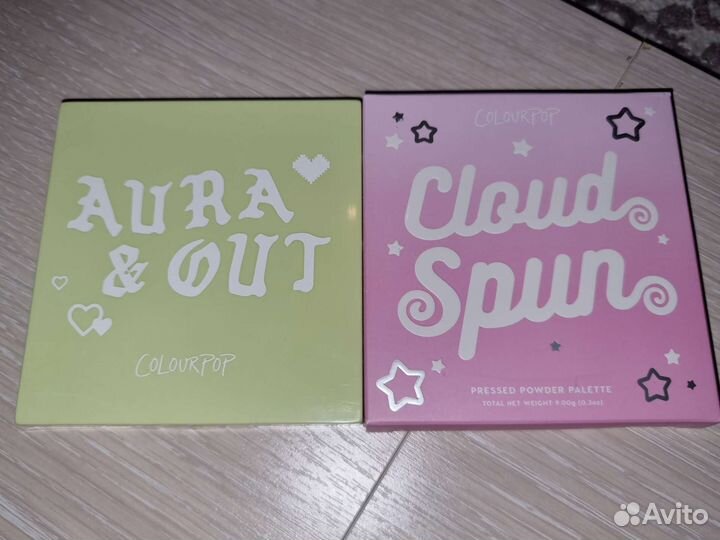 AURA
& OUT
COLOURPOP
COLOURPOP
Cloud
Spun
PRESSED POWDER PALETTE
TOTAL NET WEIGHT 9.00g (0.3oz)
Avito